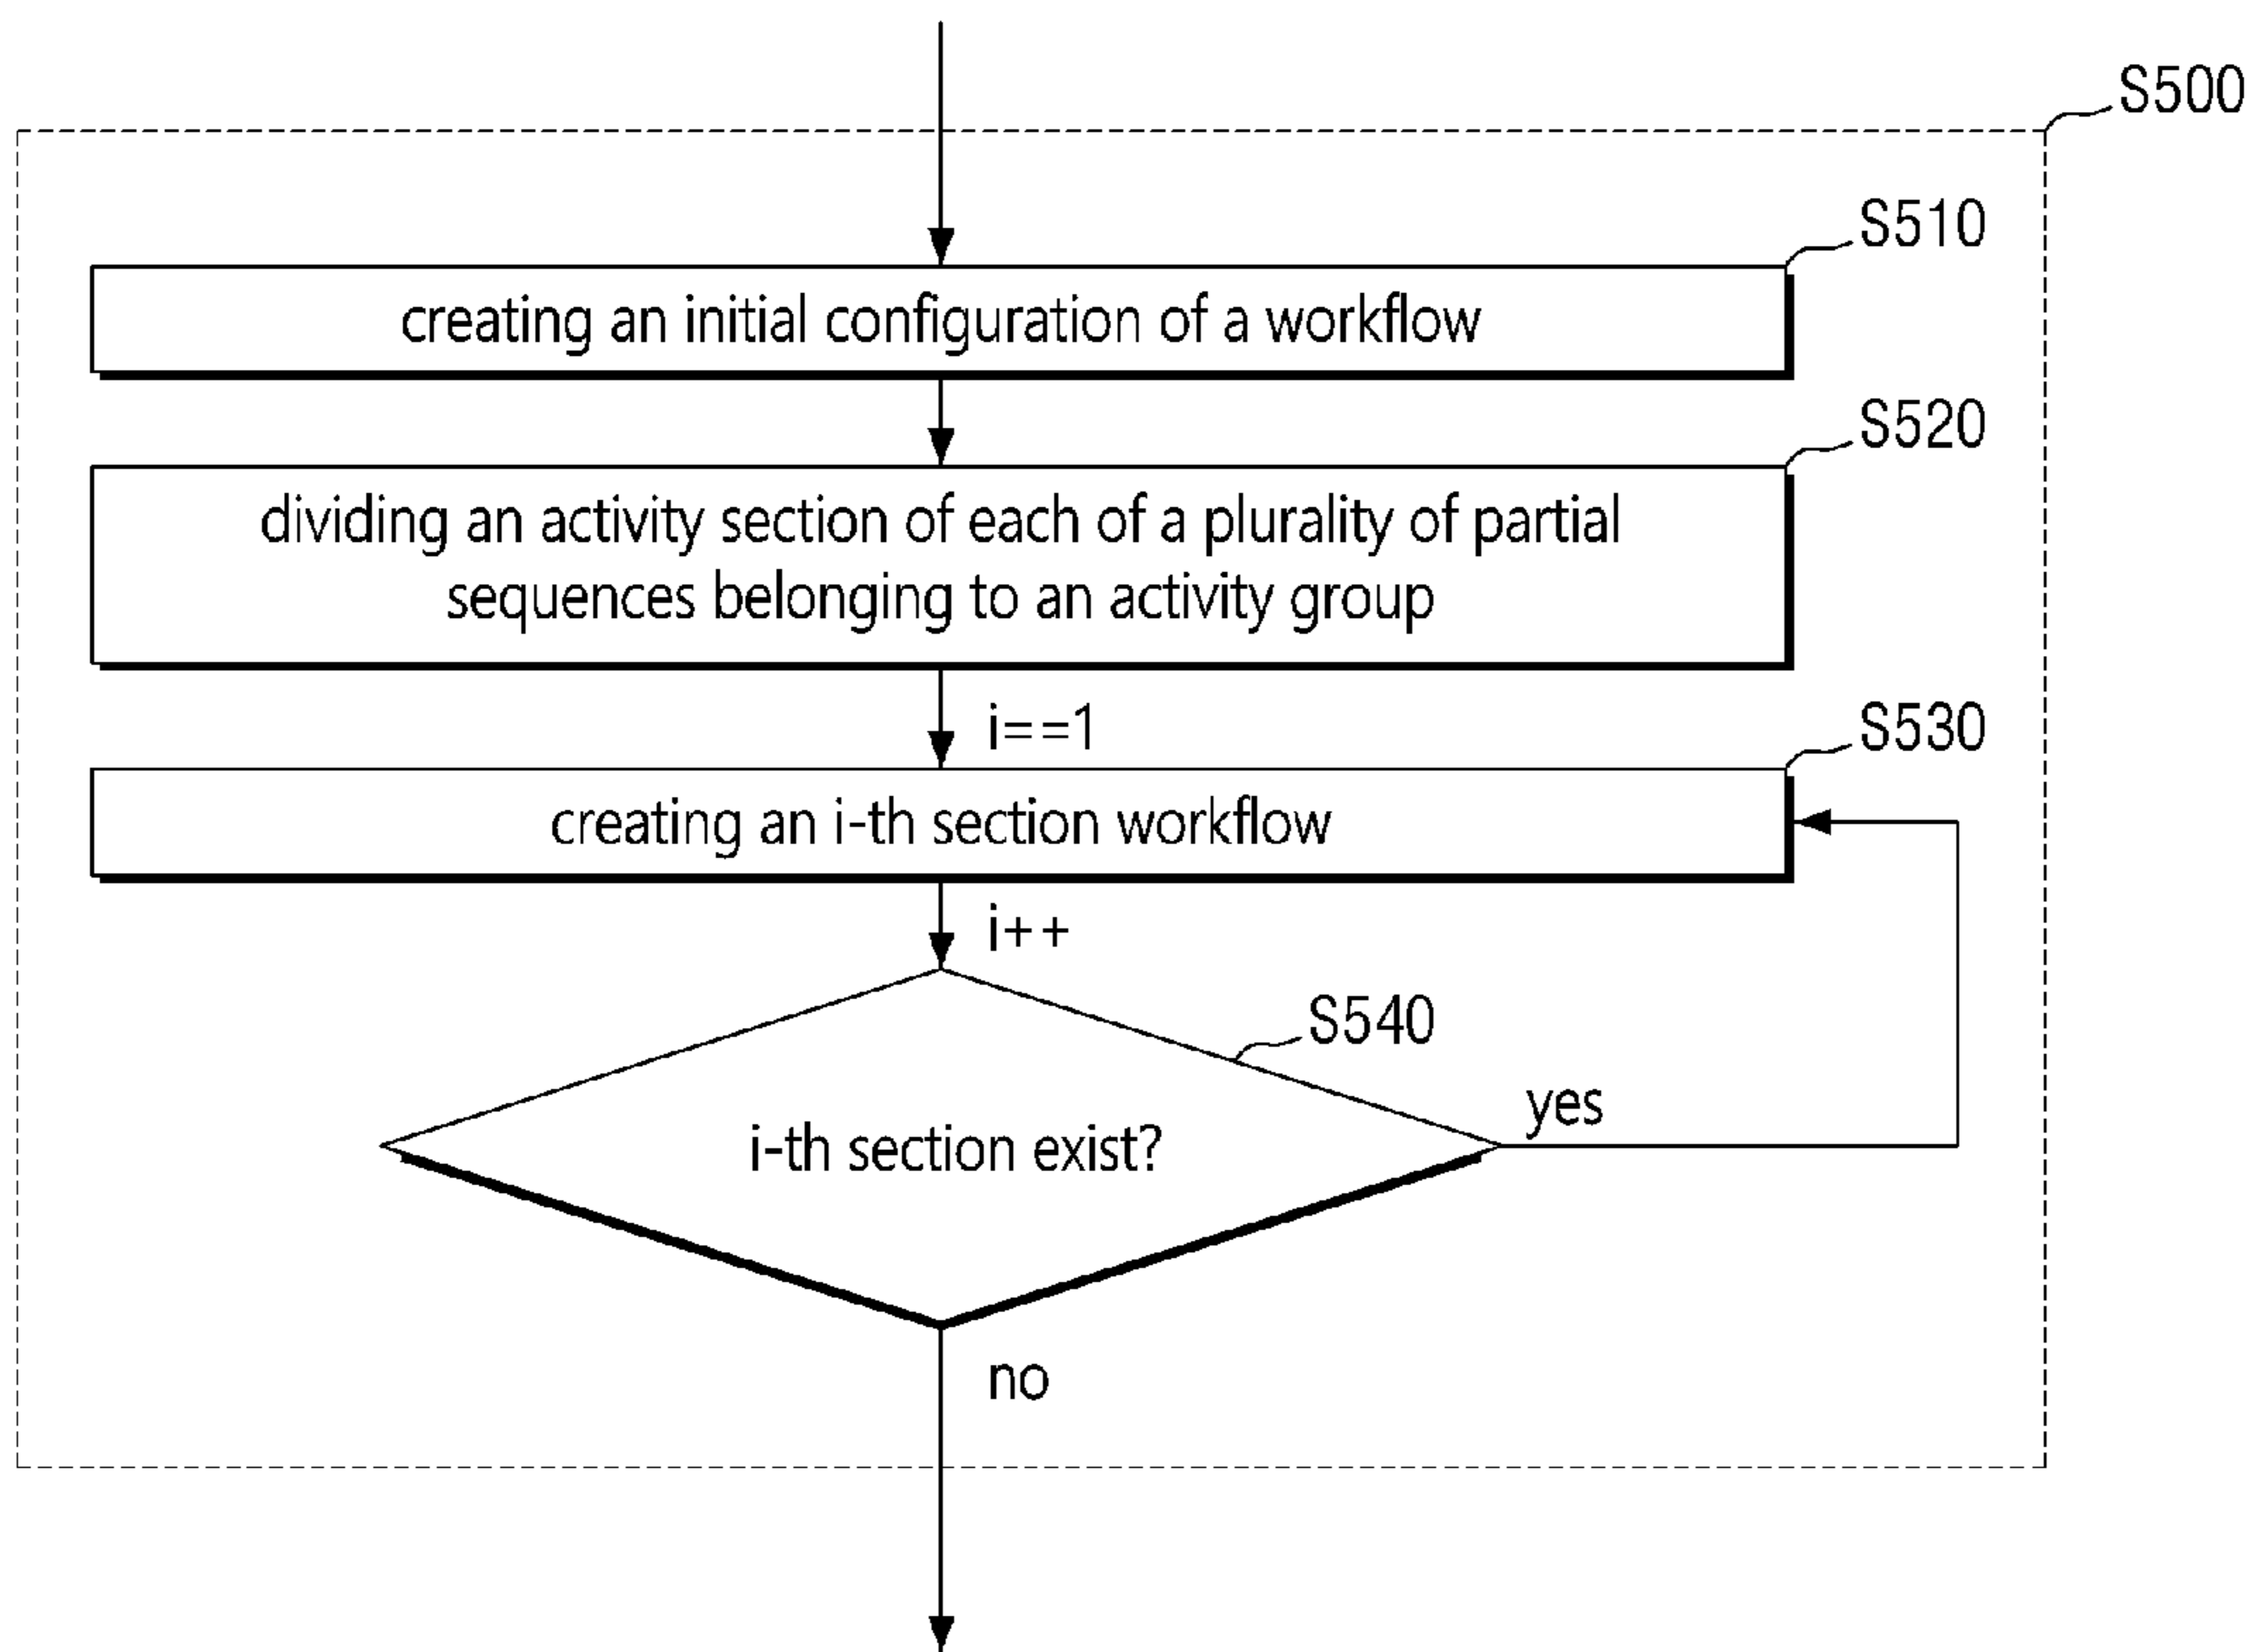 S500
S510
creating an initial configuration of a workflow
S520
dividing an activity section of each of a plurality of partial
sequences belonging to an activity group
i==1
S530
creating an i-th section workflow
i++
S540
yes
i-th section exist?
no